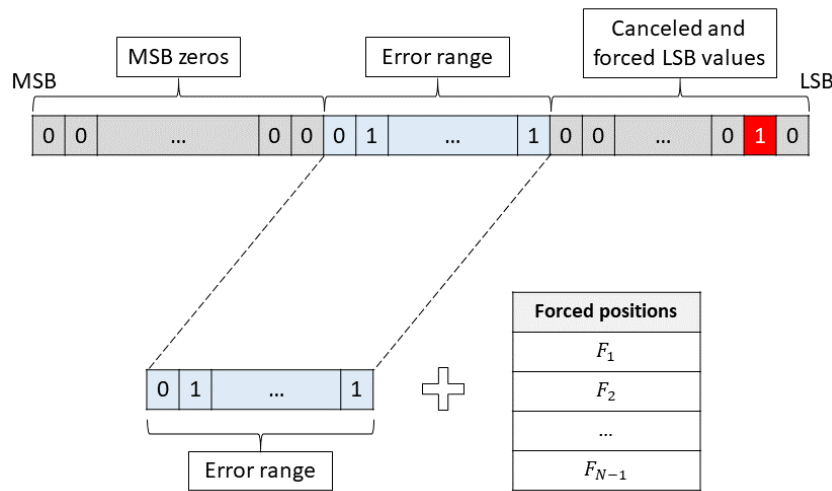 Canceled and
forced LSB values
MSB zeros
Error range
MSB
LSB
0 0 ... 0 0 0 1 ... 1 0 0 ... 0 1 0
Forced positions
F₁
F₂
...
F_{N−1}
0 1 ... 1
Error range